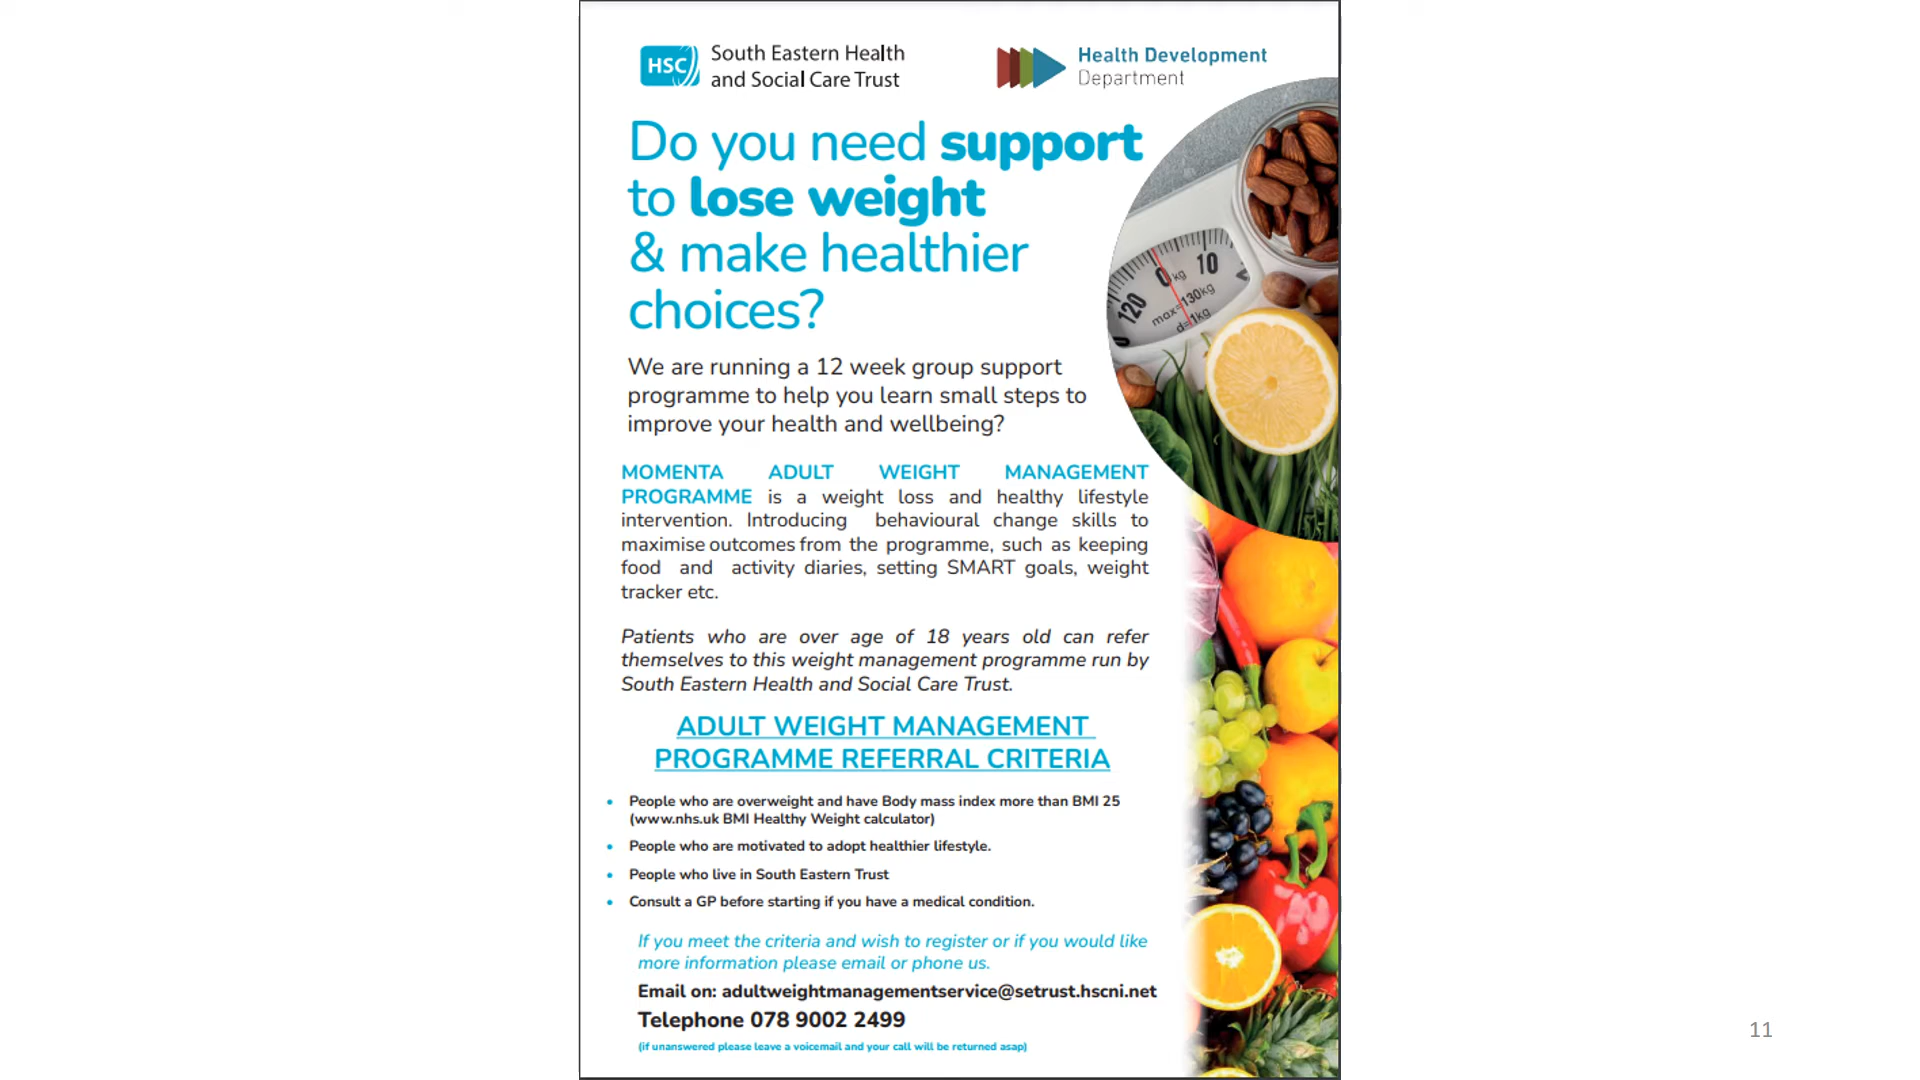 HSC
South Eastern Health
and Social Care Trust
Health Development
Department
Do you need support
to lose weight
& make healthier
choices?
0 kg 10
120
max=130kg
d=1kg
We are running a 12 week group support
programme to help you learn small steps to
improve your health and wellbeing?
MOMENTA ADULT WEIGHT MANAGEMENT
PROGRAMME is a weight loss and healthy lifestyle
intervention. Introducing behavioural change skills to
maximise outcomes from the programme, such as keeping
food and activity diaries, setting SMART goals, weight
tracker etc.
Patients who are over age of 18 years old can refer
themselves to this weight management programme run by
South Eastern Health and Social Care Trust.
ADULT WEIGHT MANAGEMENT
PROGRAMME REFERRAL CRITERIA
• People who are overweight and have Body mass index more than BMI 25
(www.nhs.uk BMI Healthy Weight calculator)
• People who are motivated to adopt healthier lifestyle.
• People who live in South Eastern Trust
• Consult a GP before starting if you have a medical condition.
If you meet the criteria and wish to register or if you would like
more information please email or phone us.
Email on: adultweightmanagementservice@setrust.hscni.net
Telephone 078 9002 2499
(if unanswered please leave a voicemail and your call will be returned asap)
11